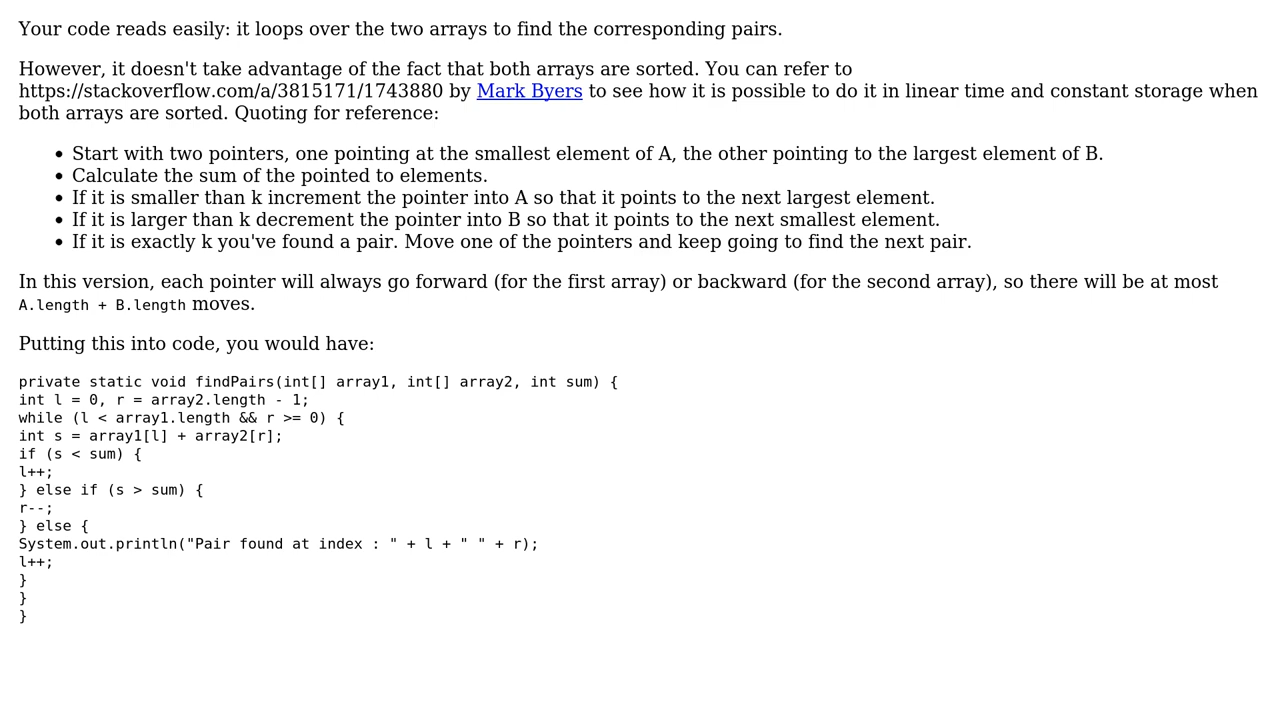 Your code reads easily: it loops over the two arrays to find the corresponding pairs.
However, it doesn't take advantage of the fact that both arrays are sorted. You can refer to
https://stackoverflow.com/a/3815171/1743880 by Mark Byers to see how it is possible to do it in linear time and constant storage when
both arrays are sorted. Quoting for reference:
• Start with two pointers, one pointing at the smallest element of A, the other pointing to the largest element of B.
• Calculate the sum of the pointed to elements.
• If it is smaller than k increment the pointer into A so that it points to the next largest element.
• If it is larger than k decrement the pointer into B so that it points to the next smallest element.
• If it is exactly k you've found a pair. Move one of the pointers and keep going to find the next pair.
In this version, each pointer will always go forward (for the first array) or backward (for the second array), so there will be at most
A.length + B.length moves.
Putting this into code, you would have:
private static void findPairs(int[] array1, int[] array2, int sum) {
int l = 0, r = array2.length - 1;
while (l < array1.length && r >= 0) {
int s = array1[l] + array2[r];
if (s < sum) {
l++;
} else if (s > sum) {
r--;
} else {
System.out.println("Pair found at index : " + l + " " + r);
l++;
}
}
}